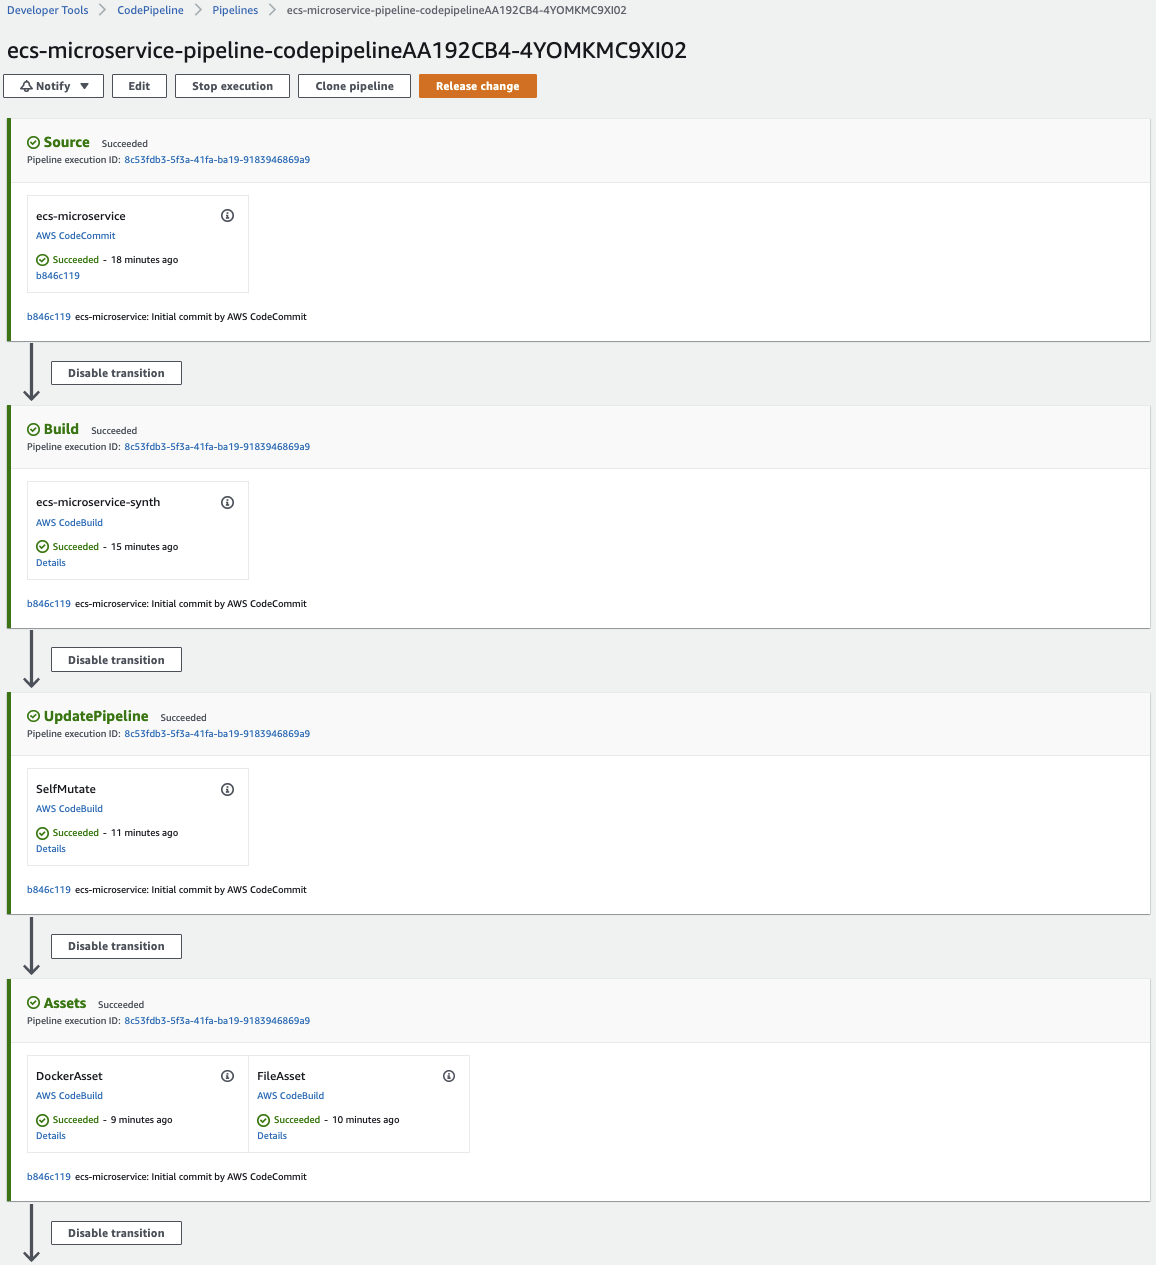 Developer Tools > CodePipeline > Pipelines > ecs-microservice-pipeline-codepipelineAA192CB4-4YOMKMC9XI02
ecs-microservice-pipeline-codepipelineAA192CB4-4YOMKMC9XI02
Notify Edit Stop execution Clone pipeline Release change
Source Succeeded
Pipeline execution ID: 8c53fdb3-5f3a-41fa-ba19-9183946869a9
ecs-microservice
AWS CodeCommit
Succeeded - 18 minutes ago
b846c119
b846c119 ecs-microservice: Initial commit by AWS CodeCommit
Disable transition
Build Succeeded
Pipeline execution ID: 8c53fdb3-5f3a-41fa-ba19-9183946869a9
ecs-microservice-synth
AWS CodeBuild
Succeeded - 15 minutes ago
Details
b846c119 ecs-microservice: Initial commit by AWS CodeCommit
Disable transition
UpdatePipeline Succeeded
Pipeline execution ID: 8c53fdb3-5f3a-41fa-ba19-9183946869a9
SelfMutate
AWS CodeBuild
Succeeded - 11 minutes ago
Details
b846c119 ecs-microservice: Initial commit by AWS CodeCommit
Disable transition
Assets Succeeded
Pipeline execution ID: 8c53fdb3-5f3a-41fa-ba19-9183946869a9
DockerAsset
AWS CodeBuild
Succeeded - 9 minutes ago
Details
FileAsset
AWS CodeBuild
Succeeded - 10 minutes ago
Details
b846c119 ecs-microservice: Initial commit by AWS CodeCommit
Disable transition